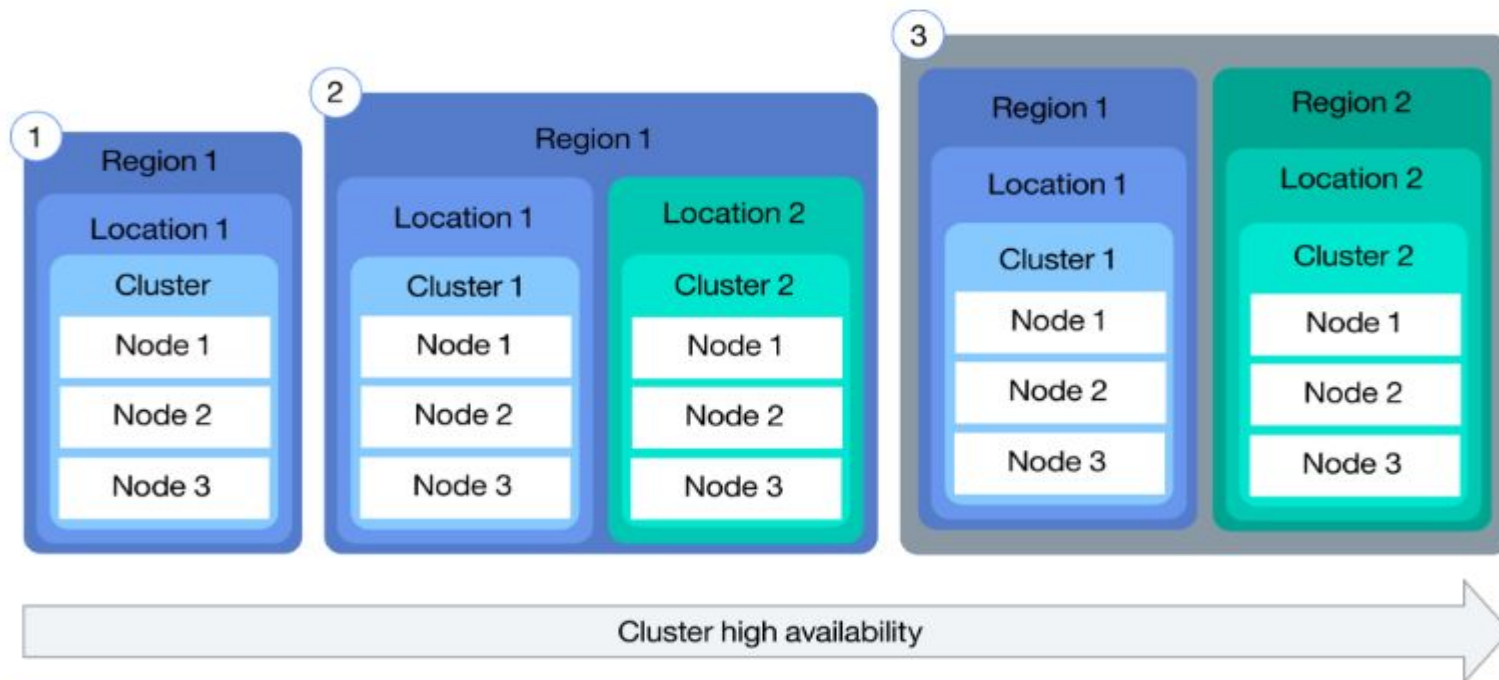 1
Region 1
Location 1
Cluster
Node 1
Node 2
Node 3
2
Region 1
Location 1
Cluster 1
Node 1
Node 2
Node 3
Location 2
Cluster 2
Node 1
Node 2
Node 3
3
Region 1
Location 1
Cluster 1
Node 1
Node 2
Node 3
Region 2
Location 2
Cluster 2
Node 1
Node 2
Node 3
Cluster high availability